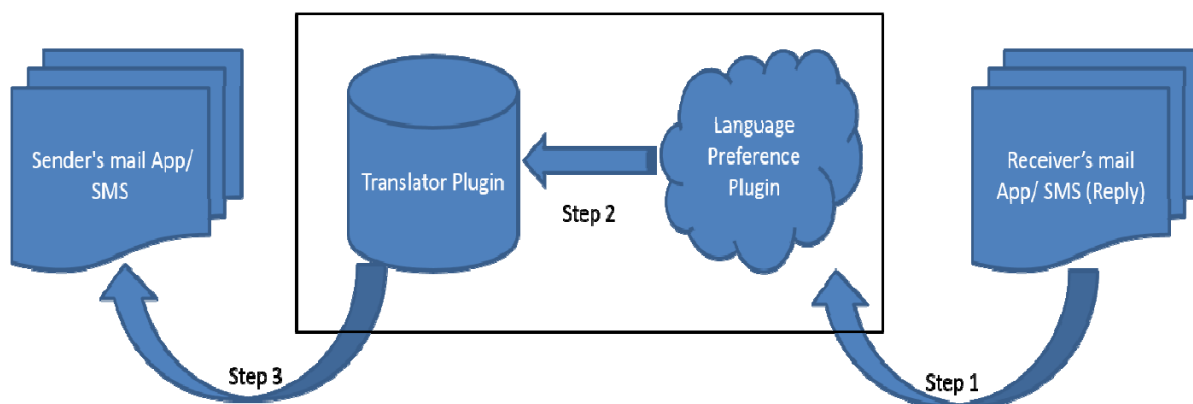 Sender's mail App/
SMS
Translator Plugin
Language
Preference
Plugin
Receiver’s mail
App/ SMS (Reply)
Step 2
Step 3
Step 1